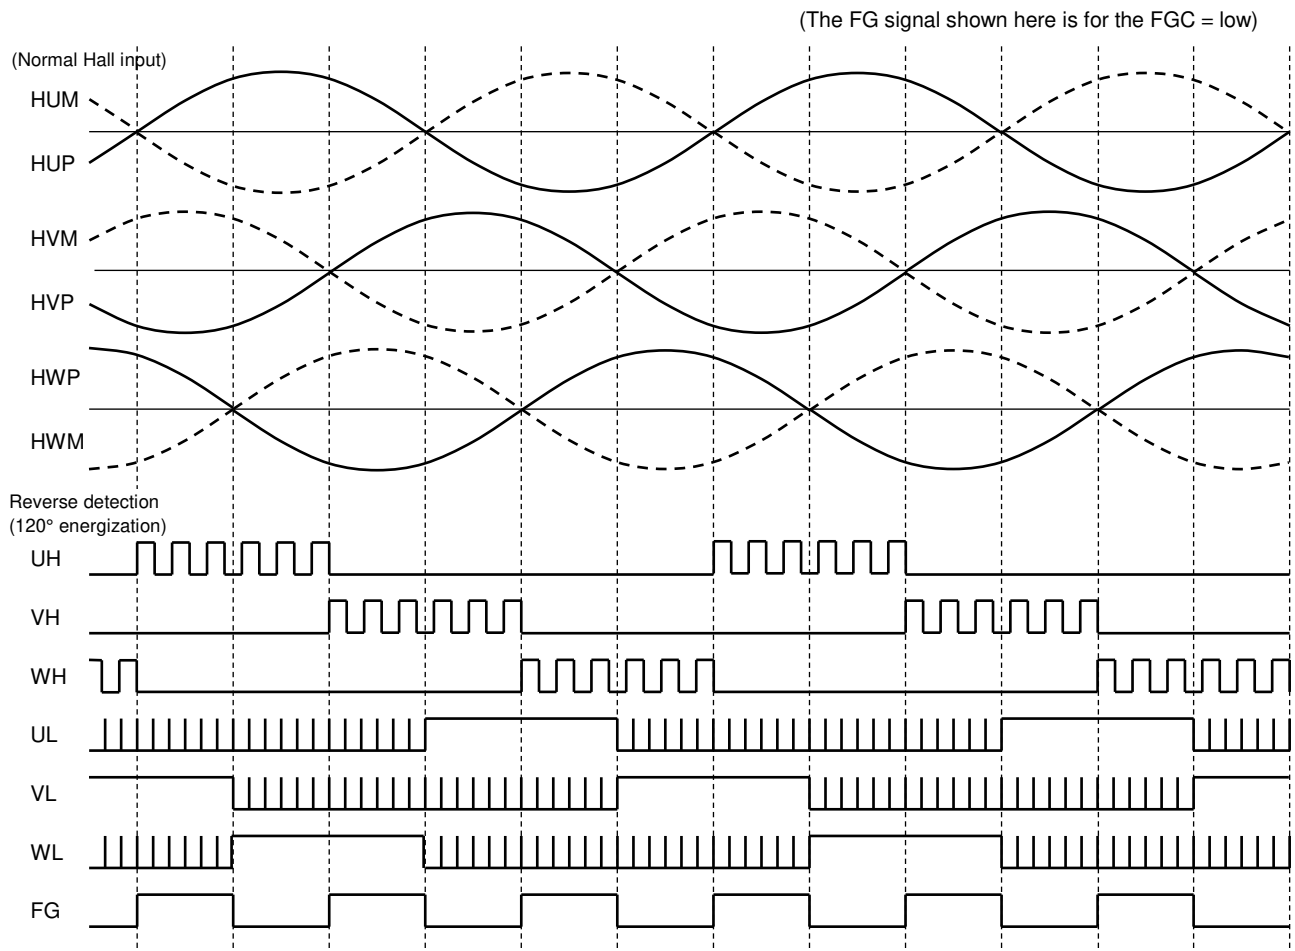 (The FG signal shown here is for the FGC = low)
(Normal Hall input)
HUM
HUP
HVM
HVP
HWP
HWM
Reverse detection
(120° energization)
UH
VH
WH
UL
VL
WL
FG